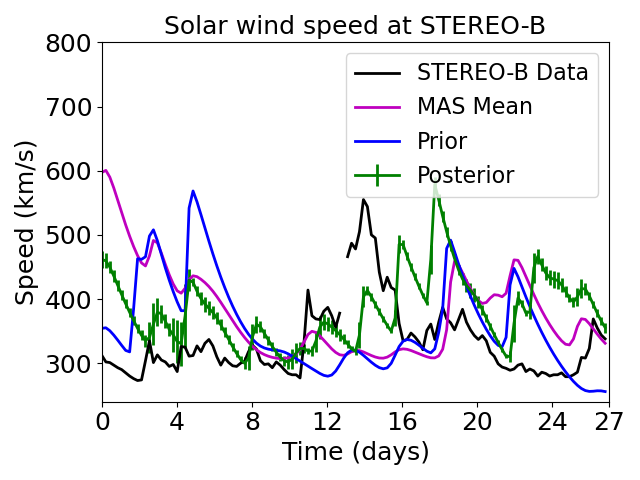 Solar wind speed at STEREO-B
800
700
600
500
400
300
Speed (km/s)
STEREO-B Data
MAS Mean
Prior
Posterior
0 4 8 12 16 20 24 27
Time (days)